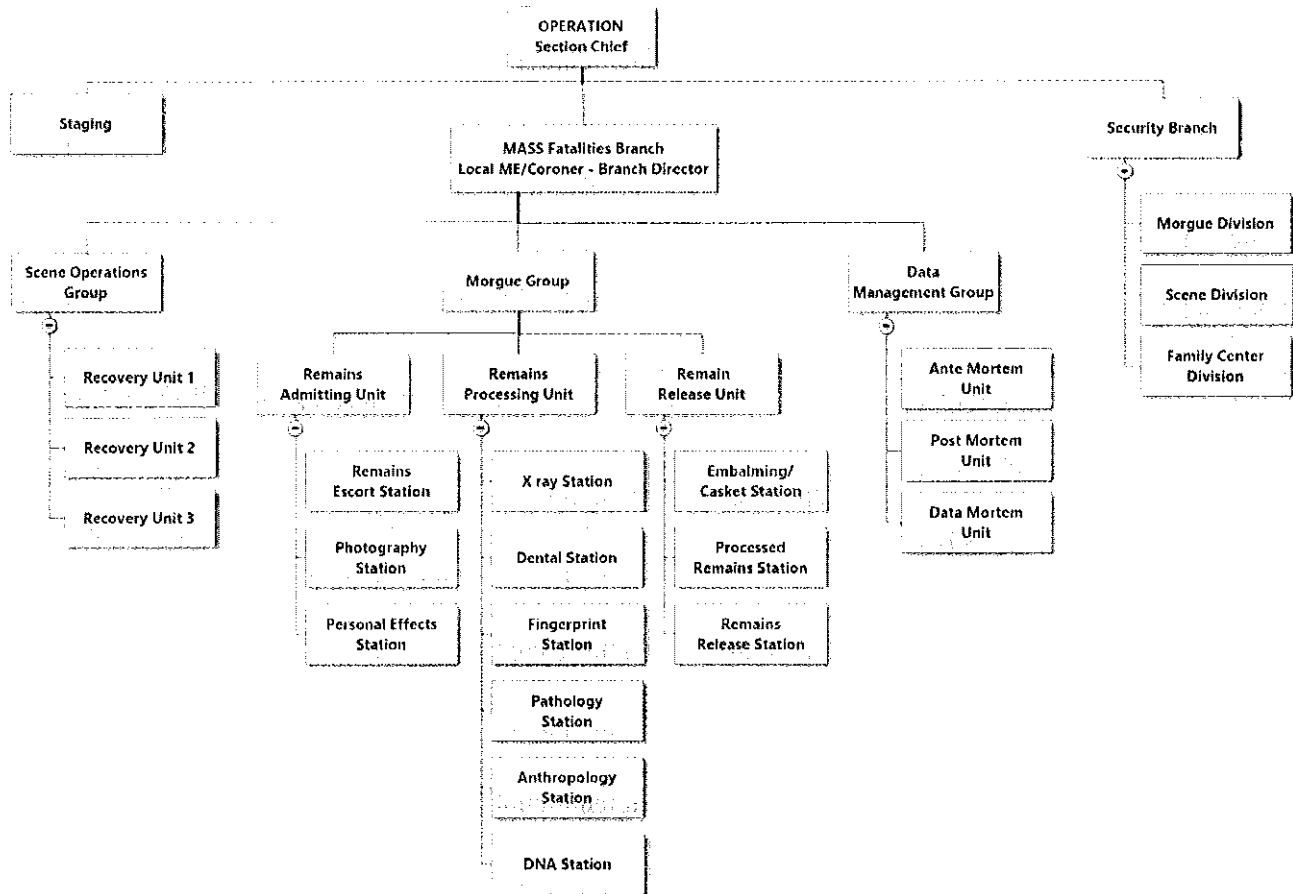 OPERATION
Section Chief
Staging
MASS Fatalities Branch
Local ME/Coroner - Branch Director
Security Branch
Morgue Division
Scene Division
Family Center
Division
Scene Operations
Group
Morgue Group
Data
Management Group
Recovery Unit 1
Recovery Unit 2
Recovery Unit 3
Remains
Admitting Unit
Remains
Processing Unit
Remain
Release Unit
Remains
Escort Station
Photography
Station
Personal Effects
Station
X ray Station
Dental Station
Fingerprint
Station
Pathology
Station
Anthropology
Station
DNA Station
Embalming/
Casket Station
Processed
Remains Station
Remains
Release Station
Ante Mortem
Unit
Post Mortem
Unit
Data Mortem
Unit